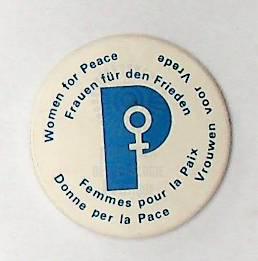 Women for Peace
Frauen für den Frieden
P
Femmes pour la Paix
Donne per la Pace
Vrouwen voor Vrede